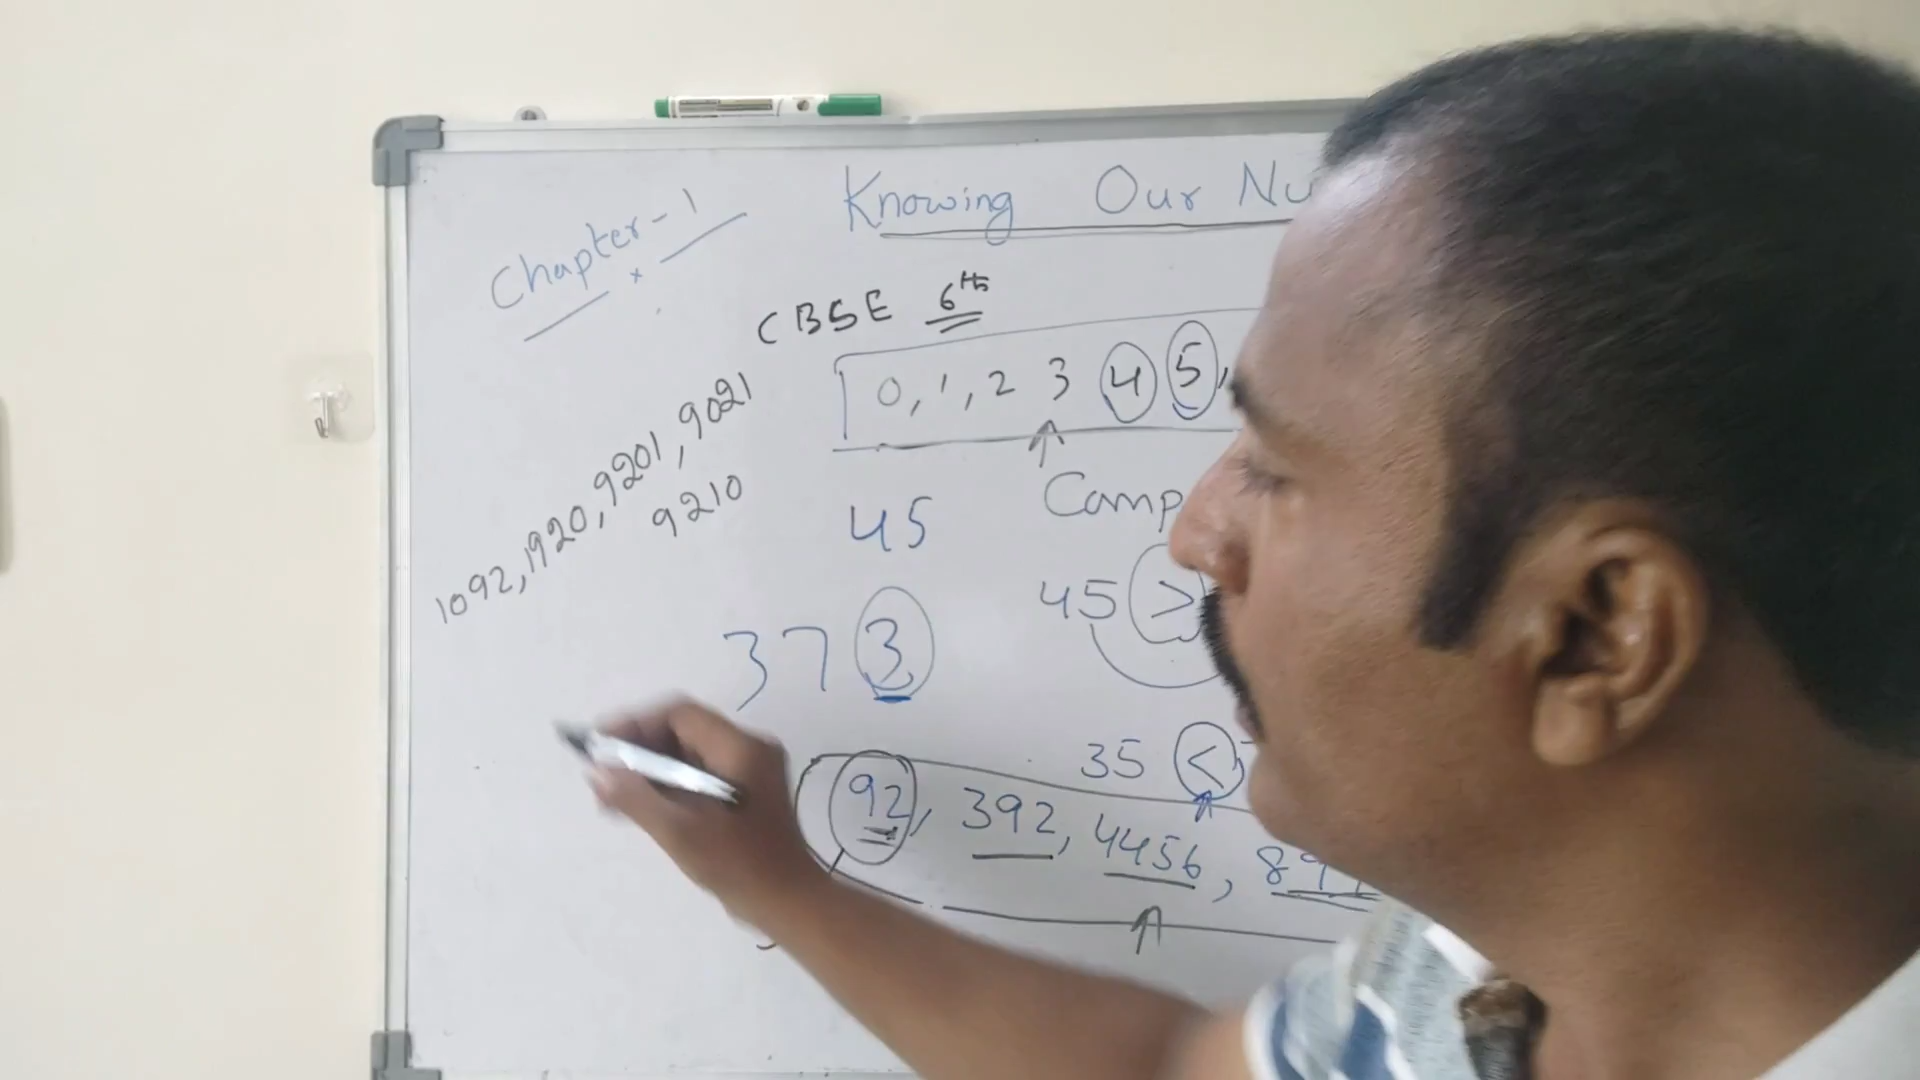 Knowing Our Nu
Chapter-1
CBSE 6th
0, 1, 2 3 4 5,
1092, 1920, 9201, 9021
9210
45
Comp
45 >
37 3
35 <
92, 392, 4456, 89